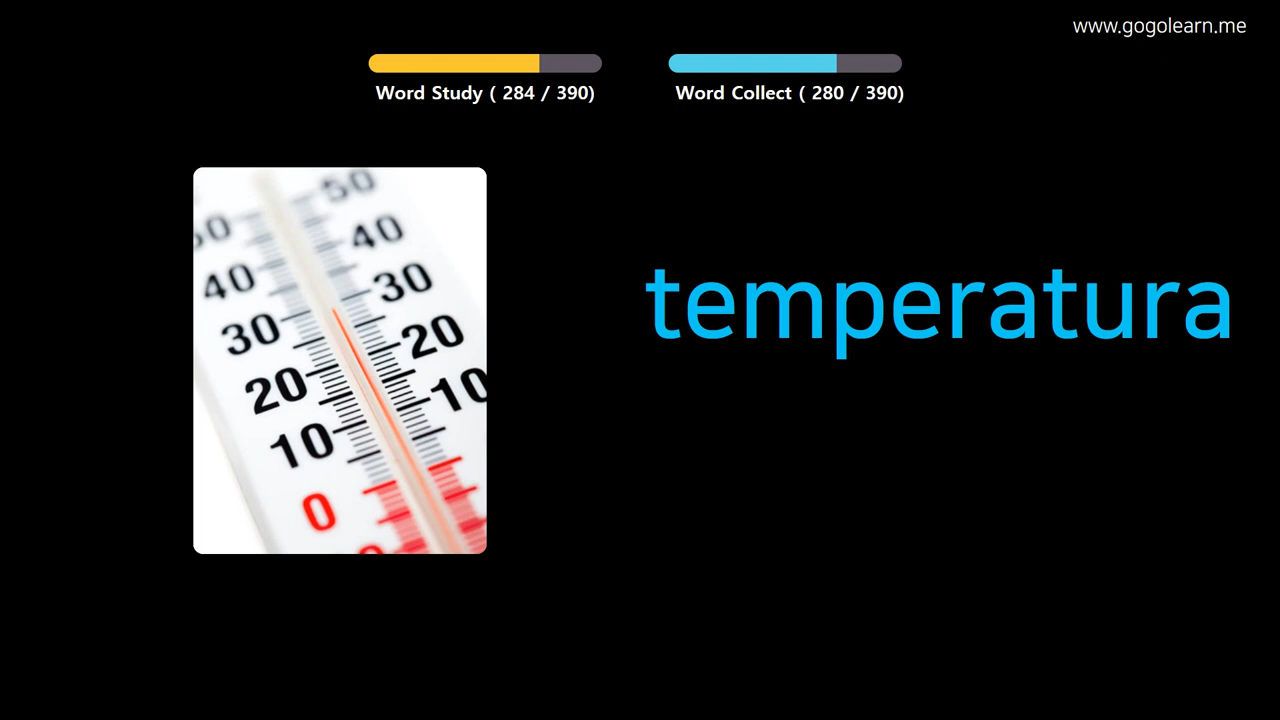 www.gogolearn.me
Word Study ( 284 / 390)
Word Collect ( 280 / 390)
temperatura
50
40 40
30 30
20 20
10 10
0